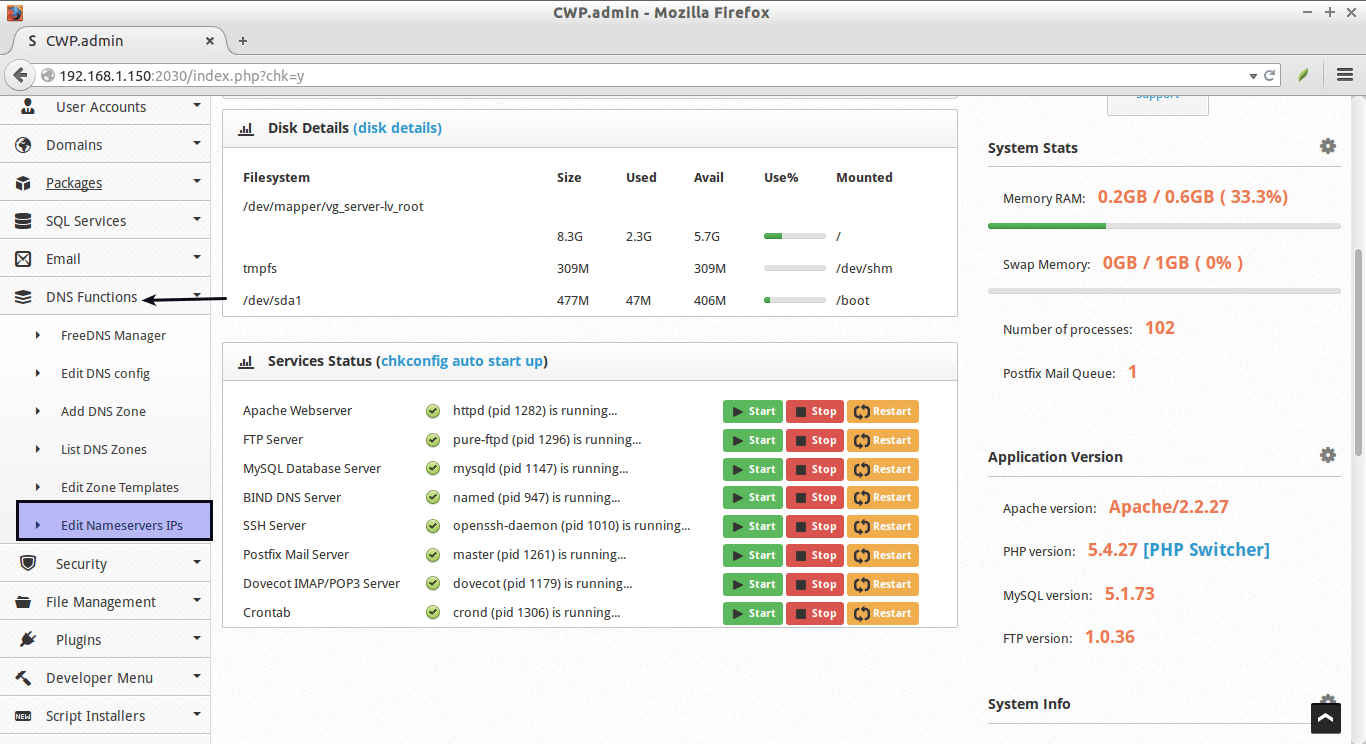 CWP.admin - Mozilla Firefox
S CWP.admin
192.168.1.150:2030/index.php?chk=y
User Accounts
Domains
Packages
SQL Services
Email
DNS Functions
FreeDNS Manager
Edit DNS config
Add DNS Zone
List DNS Zones
Edit Zone Templates
Edit Nameservers IPs
Security
File Management
Plugins
Developer Menu
NEW Script Installers
Disk Details (disk details)
Filesystem Size Used Avail Use% Mounted
/dev/mapper/vg_server-lv_root
8.3G 2.3G 5.7G /
tmpfs 309M 309M /dev/shm
/dev/sda1 477M 47M 406M /boot
Services Status (chkconfig auto start up)
Apache Webserver httpd (pid 1282) is running... Start Stop Restart
FTP Server pure-ftpd (pid 1296) is running... Start Stop Restart
MySQL Database Server mysqld (pid 1147) is running... Start Stop Restart
BIND DNS Server named (pid 947) is running... Start Stop Restart
SSH Server openssh-daemon (pid 1010) is running... Start Stop Restart
Postfix Mail Server master (pid 1261) is running... Start Stop Restart
Dovecot IMAP/POP3 Server dovecot (pid 1179) is running... Start Stop Restart
Crontab crond (pid 1306) is running... Start Stop Restart
Support
System Stats
Memory RAM: 0.2GB / 0.6GB ( 33.3%)
Swap Memory: 0GB / 1GB ( 0% )
Number of processes: 102
Postfix Mail Queue: 1
Application Version
Apache version: Apache/2.2.27
PHP version: 5.4.27 [PHP Switcher]
MySQL version: 5.1.73
FTP version: 1.0.36
System Info